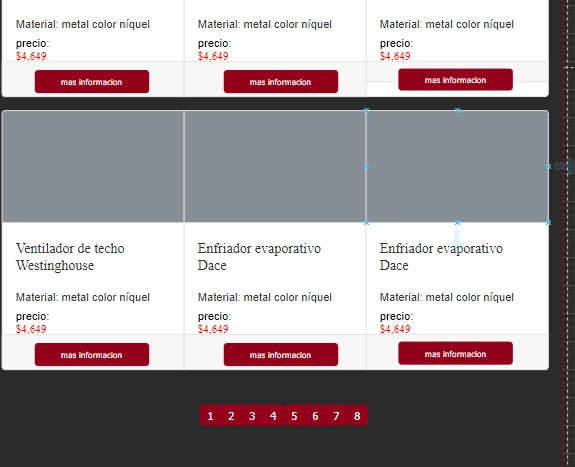 Material: metal color níquel Material: metal color níquel Material: metal color níquel
precio: precio: precio:
$4,649 $4,649 $4,649
mas informacion mas informacion mas informacion
Ventilador de techo Enfriador evaporativo Enfriador evaporativo
Westinghouse Dace Dace
Material: metal color níquel Material: metal color níquel Material: metal color níquel
precio: precio: precio:
$4,649 $4,649 $4,649
mas informacion mas informacion mas informacion
1 2 3 4 5 6 7 8